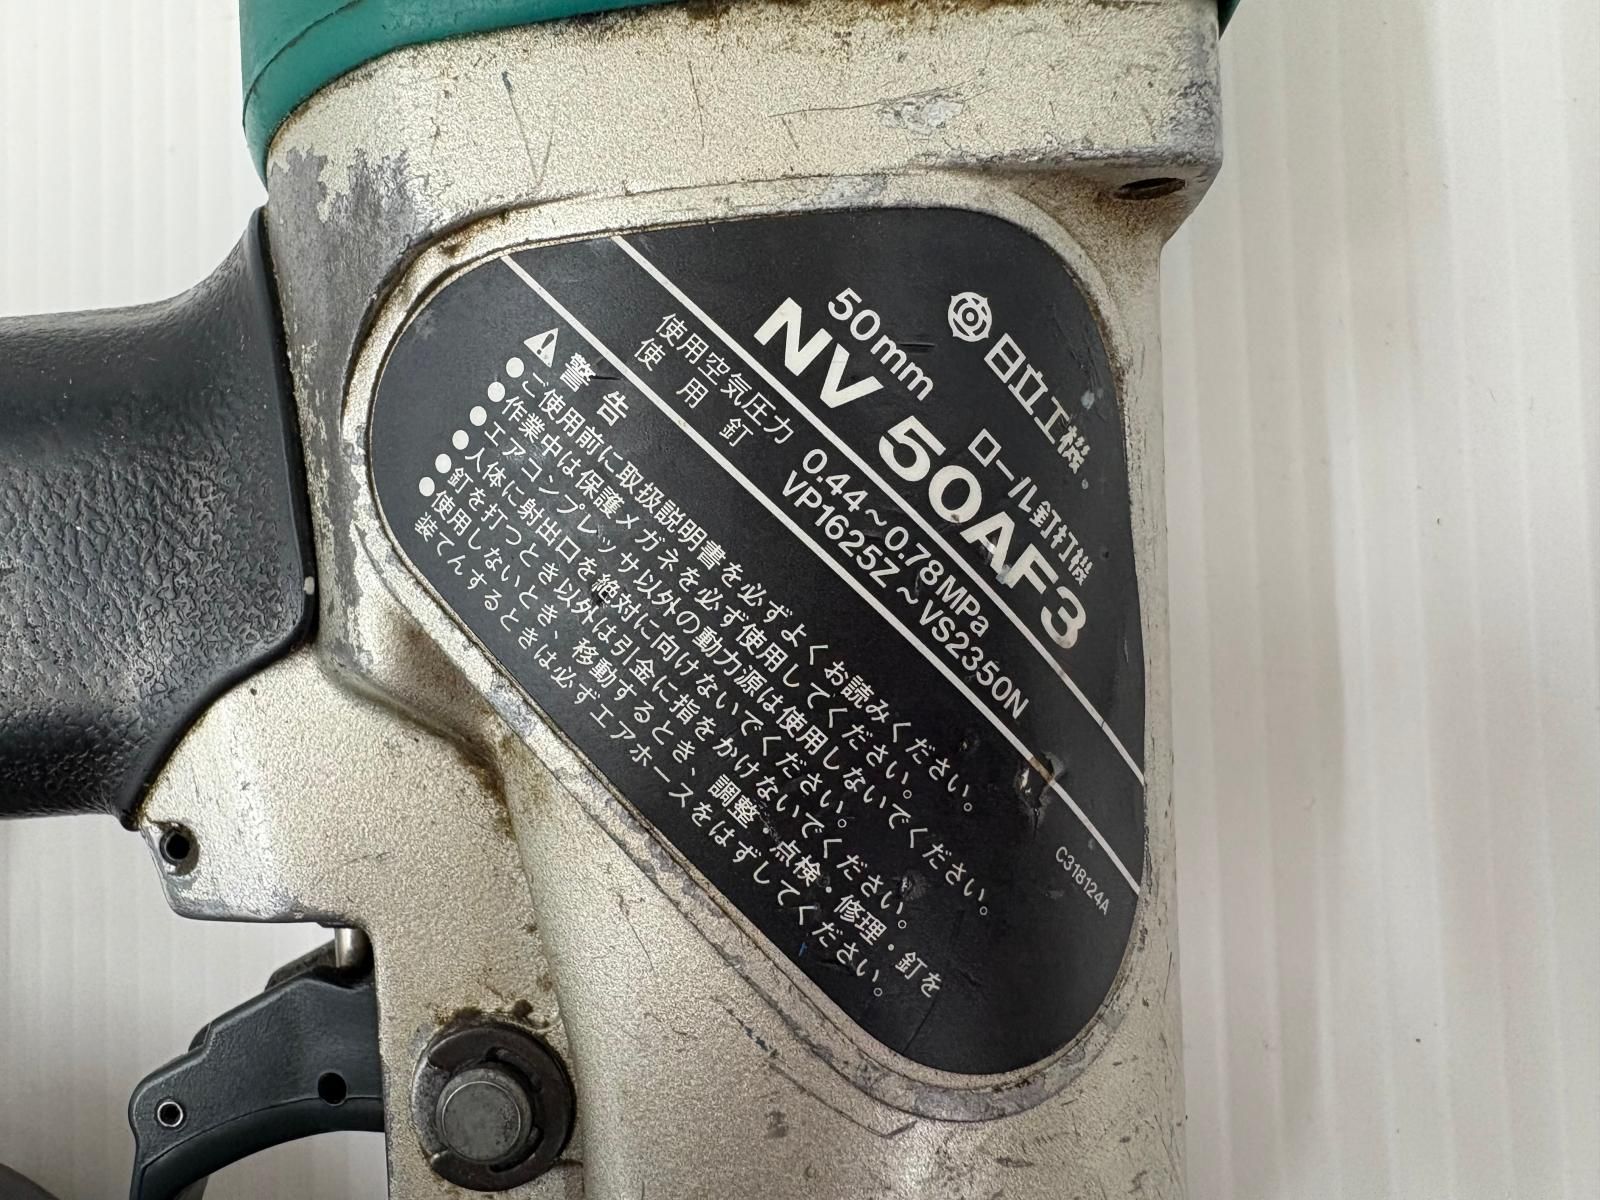 日立工機
50mm ロール釘打機
NV 50AF3
使用空気圧力 0.44～0.78MPa
使用釘 VP1625Z～VS2350N
警告
●ご使用前に取扱説明書を必ずよくお読みください。
●作業中は保護メガネを必ず使用してください。
●エアコンプレッサ以外の動力源は使用しないでください。
●人体に射出口を絶対に向けないでください。
●釘を打つとき以外は引金に指をかけないでください。
●使用しないとき、移動するとき、調整・点検・修理・釘を
装てんするときは必ずエアホースをはずしてください。
C318124A